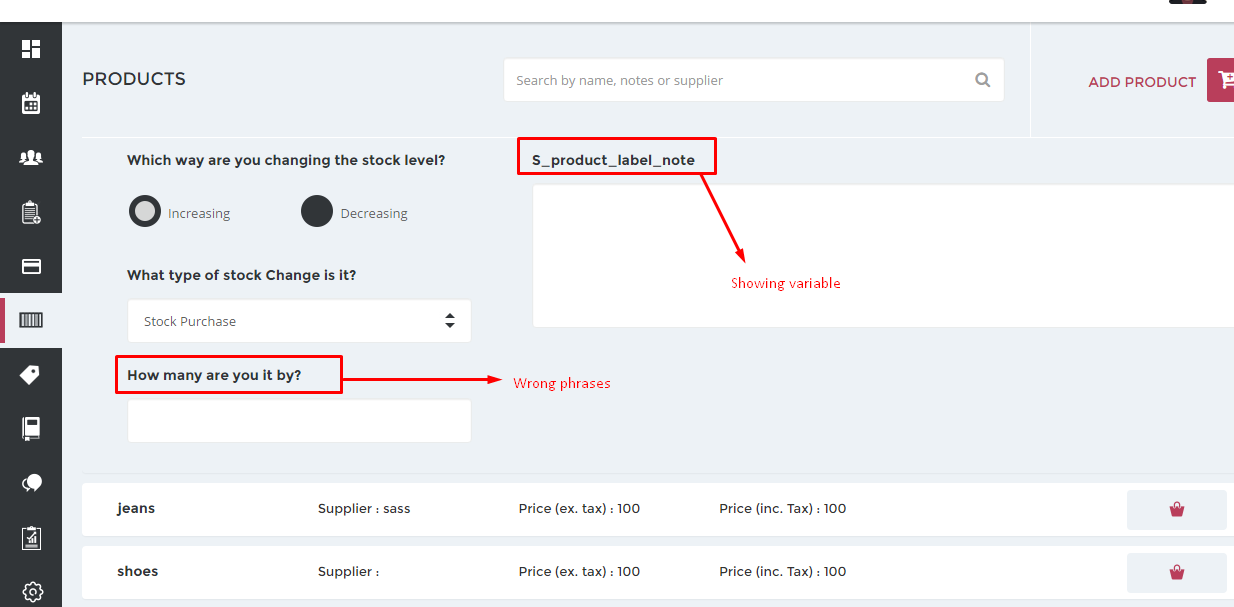 PRODUCTS
Search by name, notes or supplier
ADD PRODUCT
Which way are you changing the stock level?
Increasing
Decreasing
S_product_label_note
Showing variable
What type of stock Change is it?
Stock Purchase
How many are you it by?
Wrong phrases
jeans Supplier : sass Price (ex. tax) : 100 Price (inc. Tax) : 100
shoes Supplier : Price (ex. tax) : 100 Price (inc. Tax) : 100